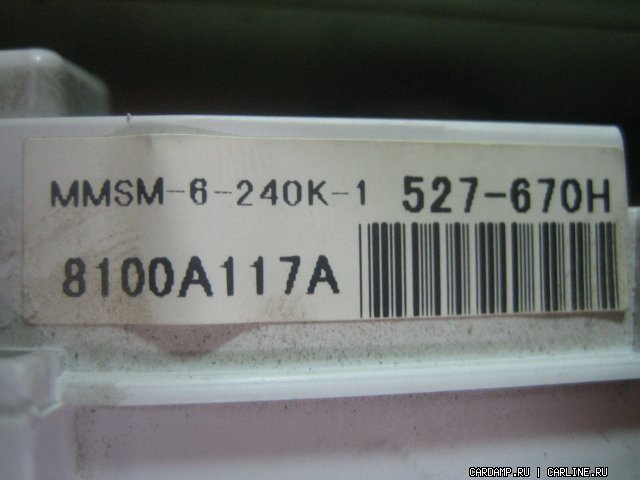 MMSM-6-240K-1 527-670H
8100A117A
CARDAMP.RU | CARLINE.RU